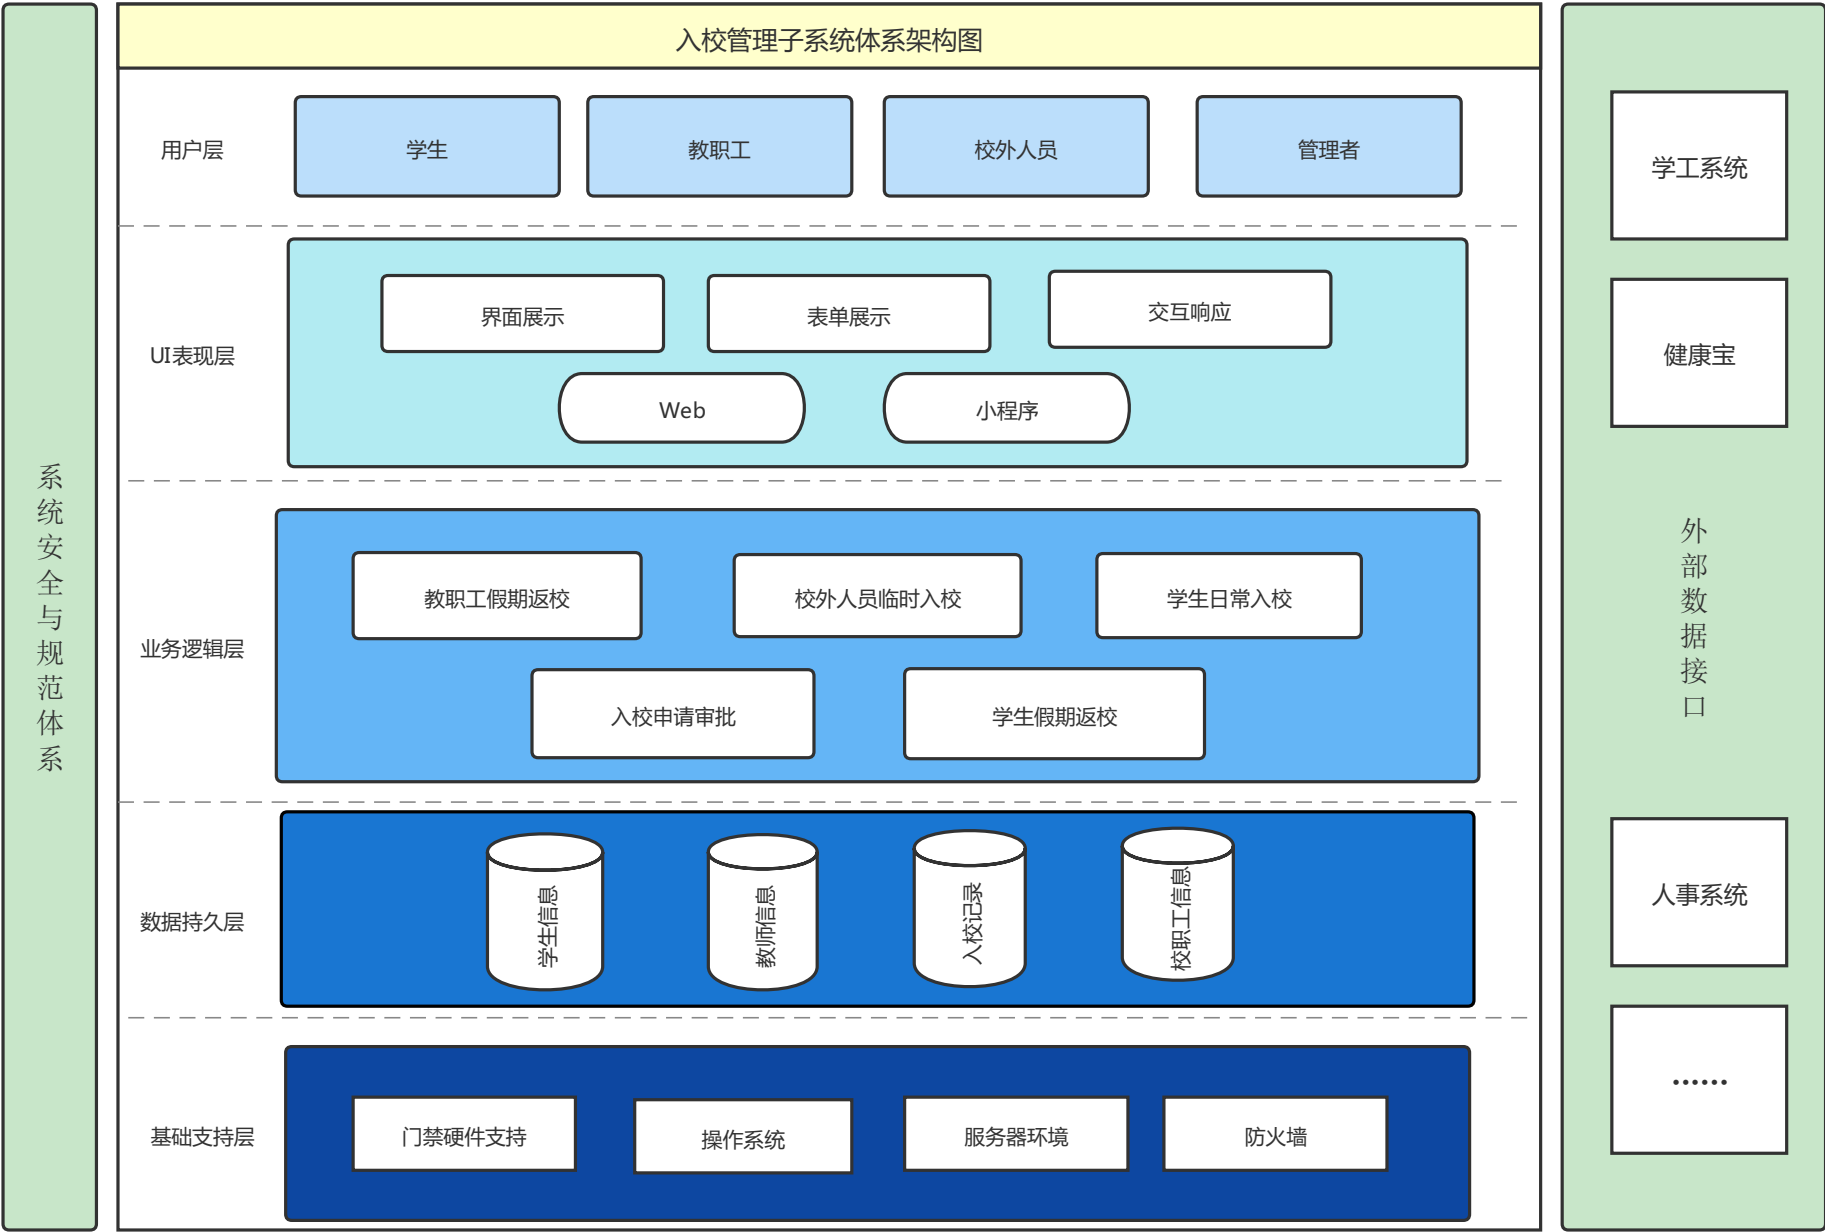 系统安全与规范体系
入校管理子系统体系架构图
用户层
学生
教职工
校外人员
管理者
UI表现层
界面展示
表单展示
交互响应
Web
小程序
业务逻辑层
教职工假期返校
校外人员临时入校
学生日常入校
入校申请审批
学生假期返校
数据持久层
学生信息
教师信息
入校记录
校职工信息
基础支持层
门禁硬件支持
操作系统
服务器环境
防火墙
学工系统
健康宝
外部数据接口
人事系统
......